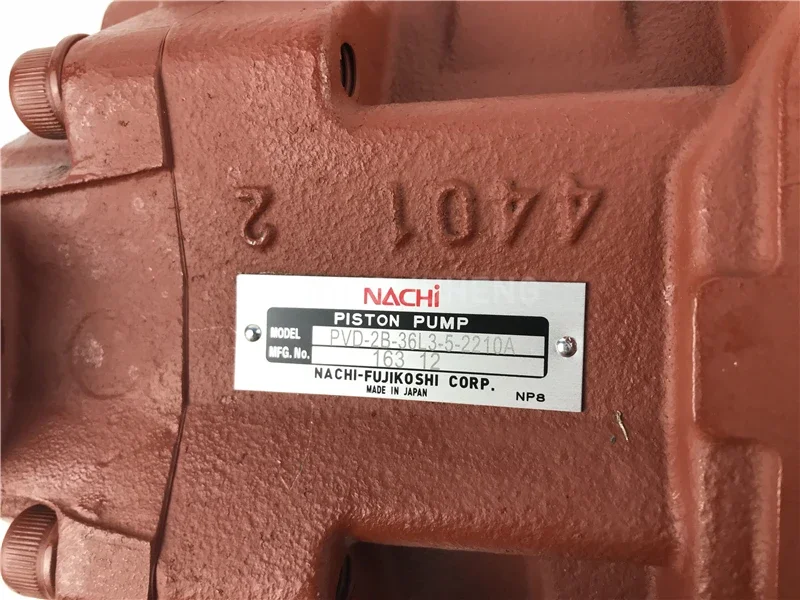 4401 2
NACHi
PISTON PUMP
MODEL PVD-2B-36L3-5-2210A
MFG. No. 163 12
NACHI-FUJIKOSHI CORP.
MADE IN JAPAN
NP8